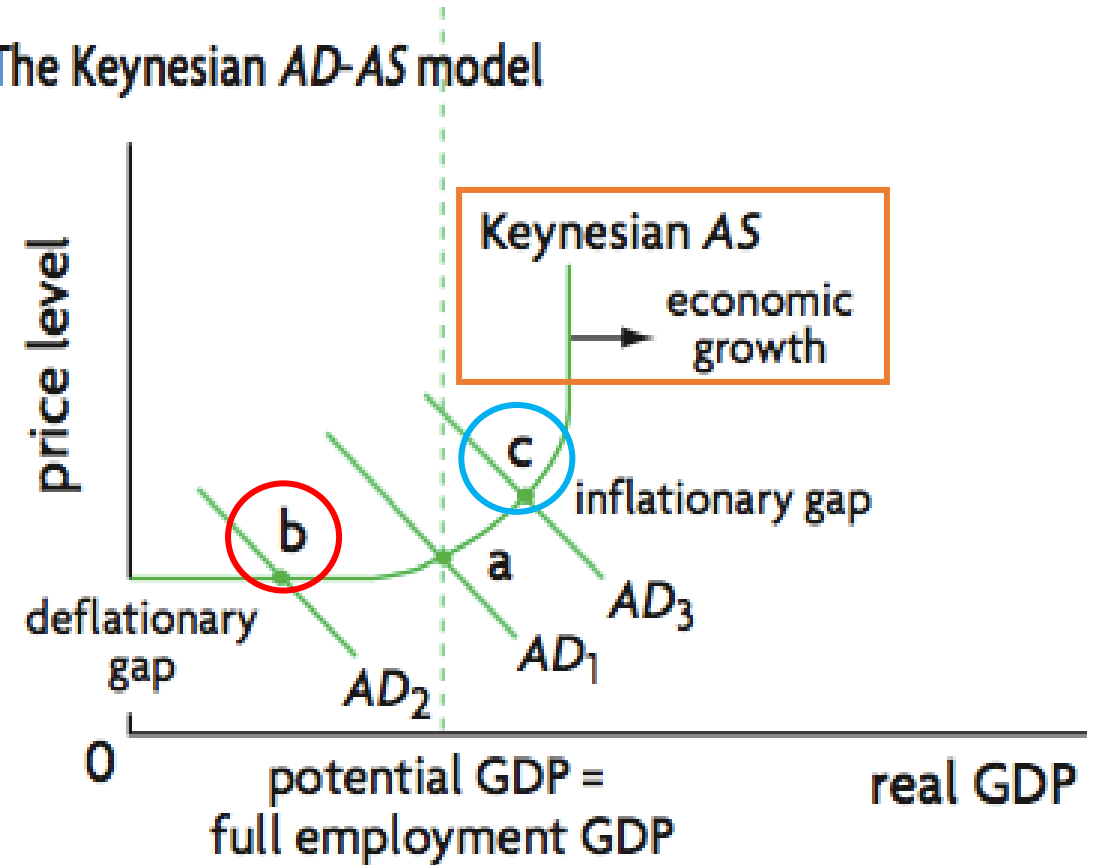 The Keynesian AD-AS model
price level
Keynesian AS
economic
growth
c
inflationary gap
b
a
deflationary
gap
AD3
AD1
AD2
0
potential GDP =
full employment GDP
real GDP